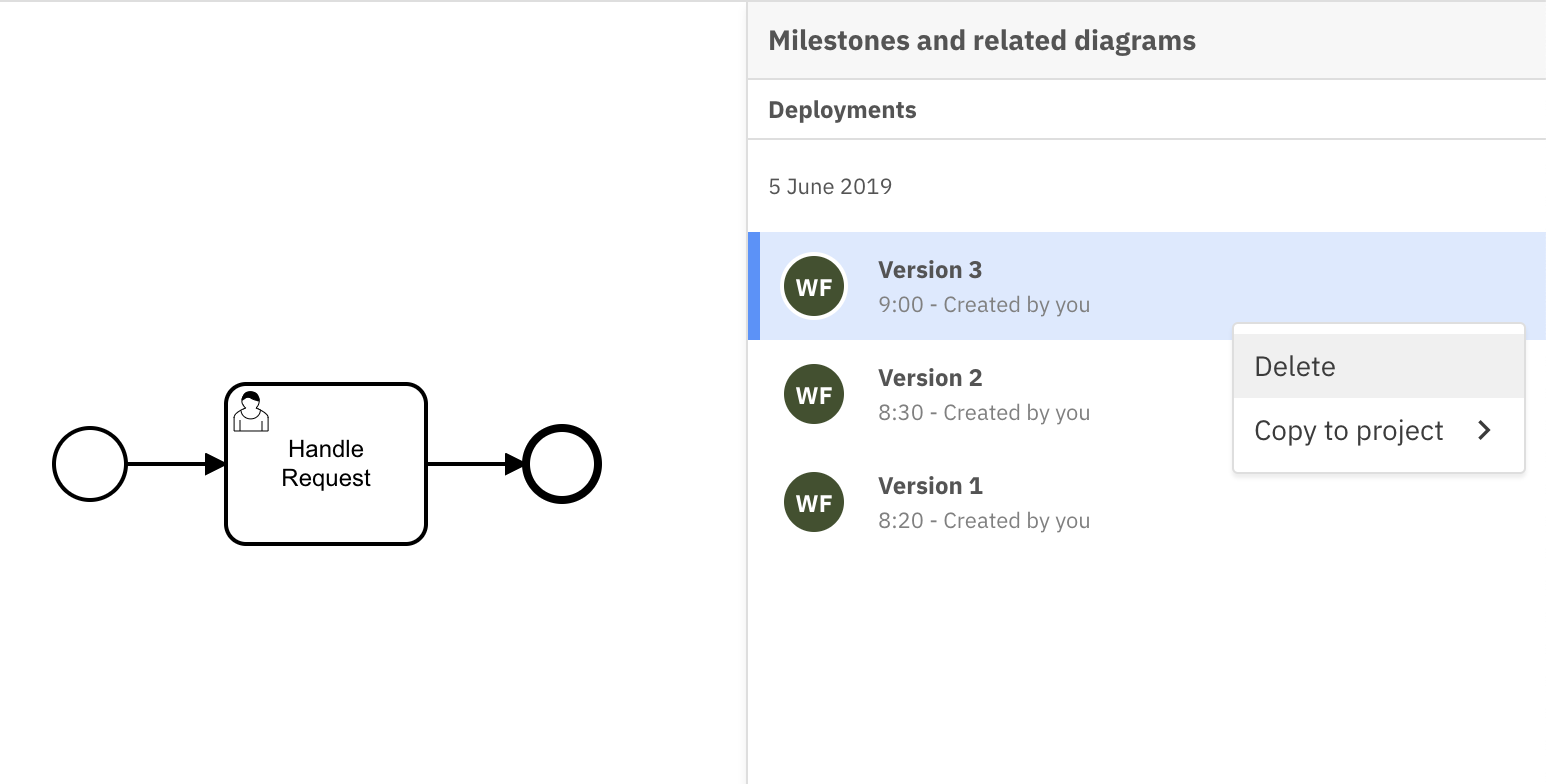 Milestones and related diagrams
Deployments
5 June 2019
WF
Version 3
9:00 - Created by you
Delete
WF
Version 2
8:30 - Created by you
Copy to project
Handle
Request
WF
Version 1
8:20 - Created by you